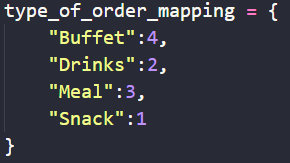 type_of_order_mapping = {
    "Buffet":4,
    "Drinks":2,
    "Meal":3,
    "Snack":1
}